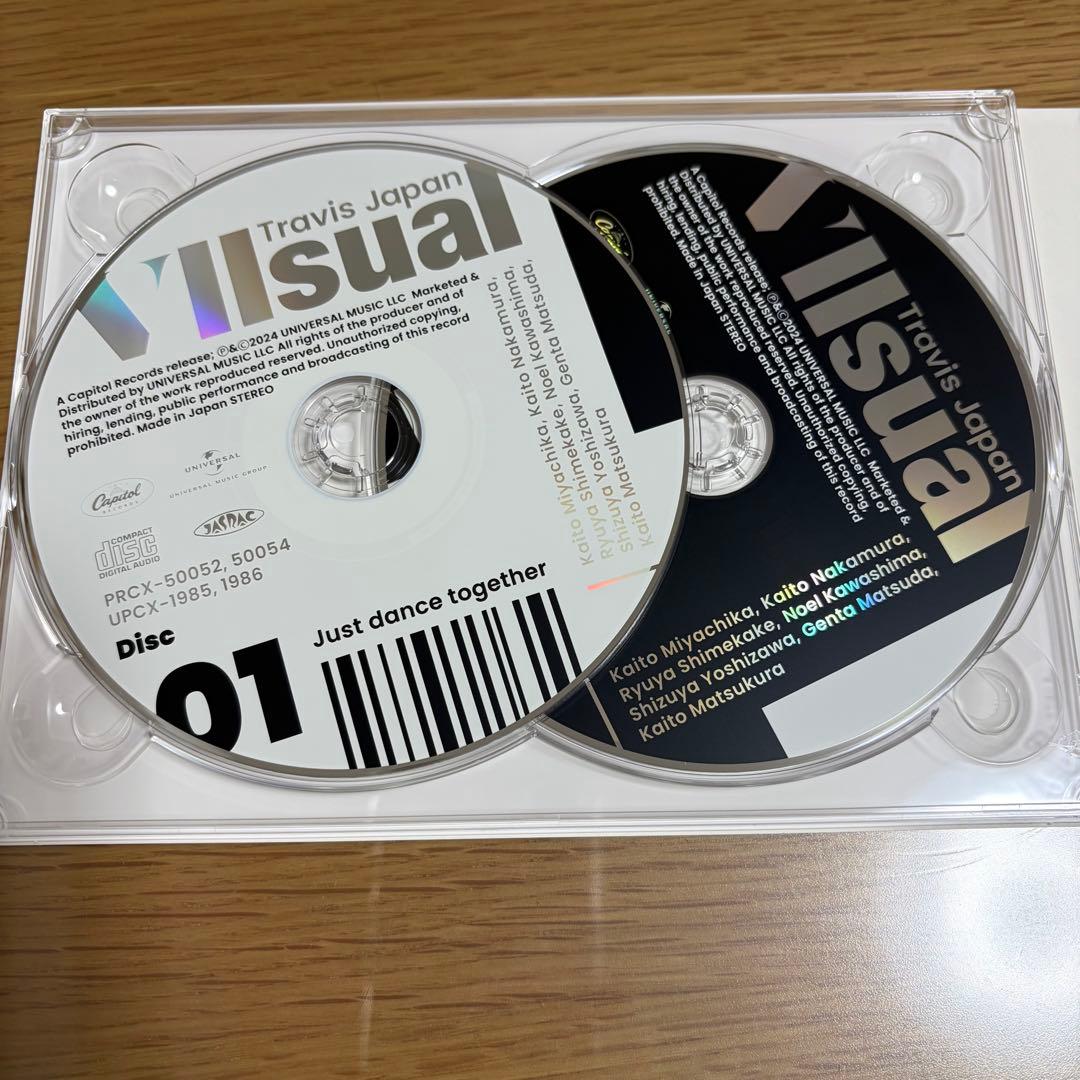 Travis Japan
VIIsual
A Capitol Records release; ℗&©2024 UNIVERSAL MUSIC LLC Marketed &
Distributed by UNIVERSAL MUSIC LLC All rights of the producer and of
the owner of the work reproduced reserved. Unauthorized copying,
hiring, lending, public performance and broadcasting of this record
prohibited. Made in Japan STEREO
Kaito Miyachika, Kaito Nakamura,
Ryuya Shimekake, Noel Kawashima,
Shizuya Yoshizawa, Genta Matsuda,
Kaito Matsukura
Capitol
RECORDS
UNIVERSAL
UNIVERSAL MUSIC GROUP
COMPACT
disc
DIGITAL AUDIO
JASRAC
PRCX-50052, 50054
UPCX-1985, 1986
Disc
01
Just dance together
Travis Japan
VIIsual
A Capitol Records release; ℗&©2024 UNIVERSAL MUSIC LLC Marketed &
Distributed by UNIVERSAL MUSIC LLC All rights of the producer and of
the owner of the work reproduced reserved. Unauthorized copying,
hiring, lending, public performance and broadcasting of this record
prohibited. Made in Japan STEREO
Capitol
UNIVERSAL
Kaito Miyachika, Kaito Nakamura,
Ryuya Shimekake, Noel Kawashima,
Shizuya Yoshizawa, Genta Matsuda,
Kaito Matsukura